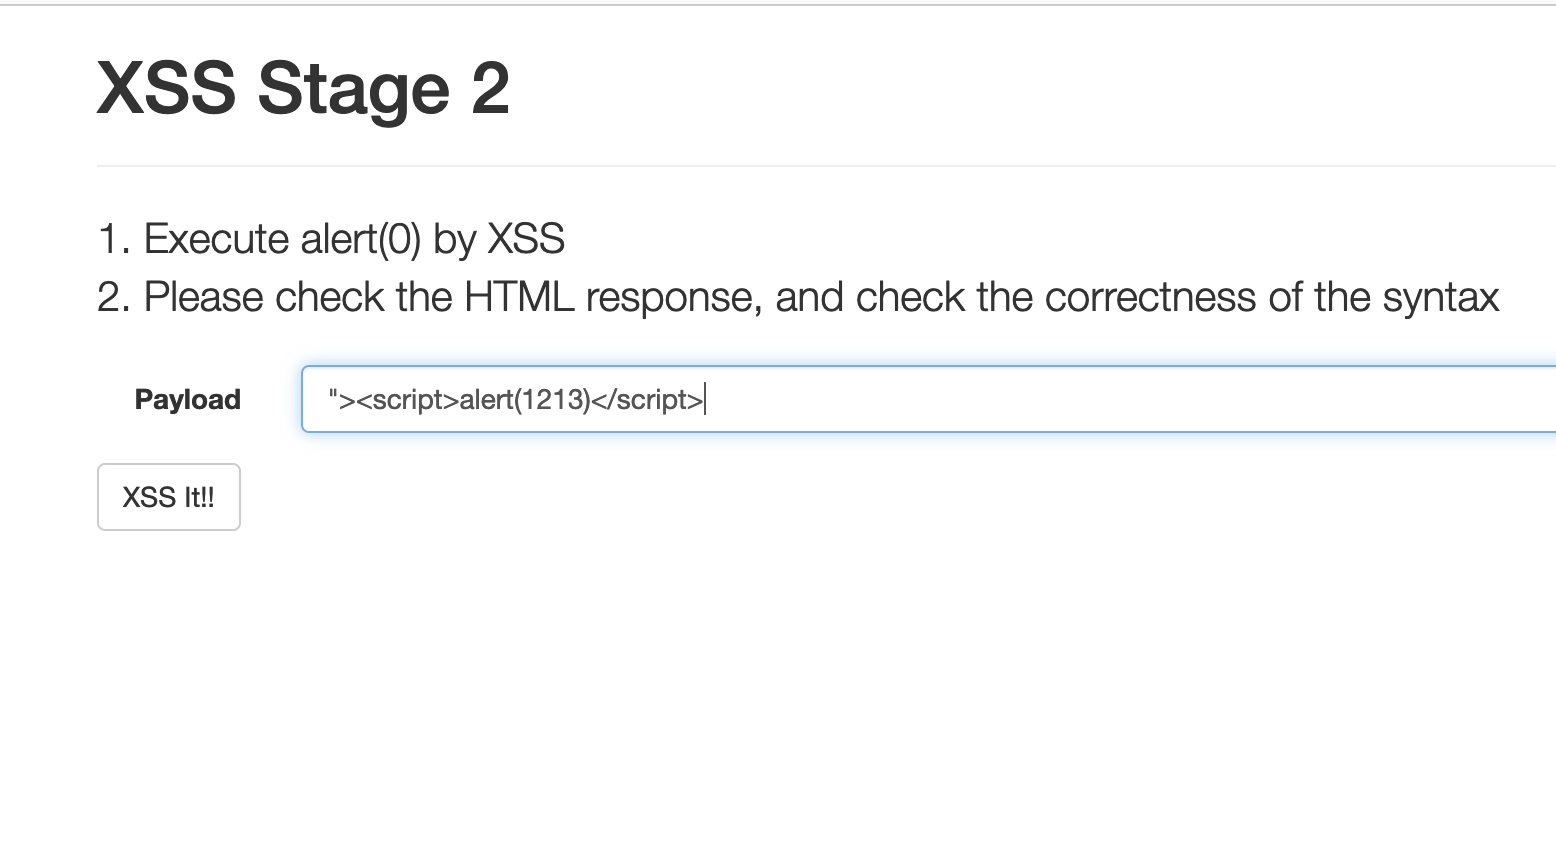 XSS Stage 2
1. Execute alert(0) by XSS
2. Please check the HTML response, and check the correctness of the syntax
Payload "><script>alert(1213)</script>
XSS It!!